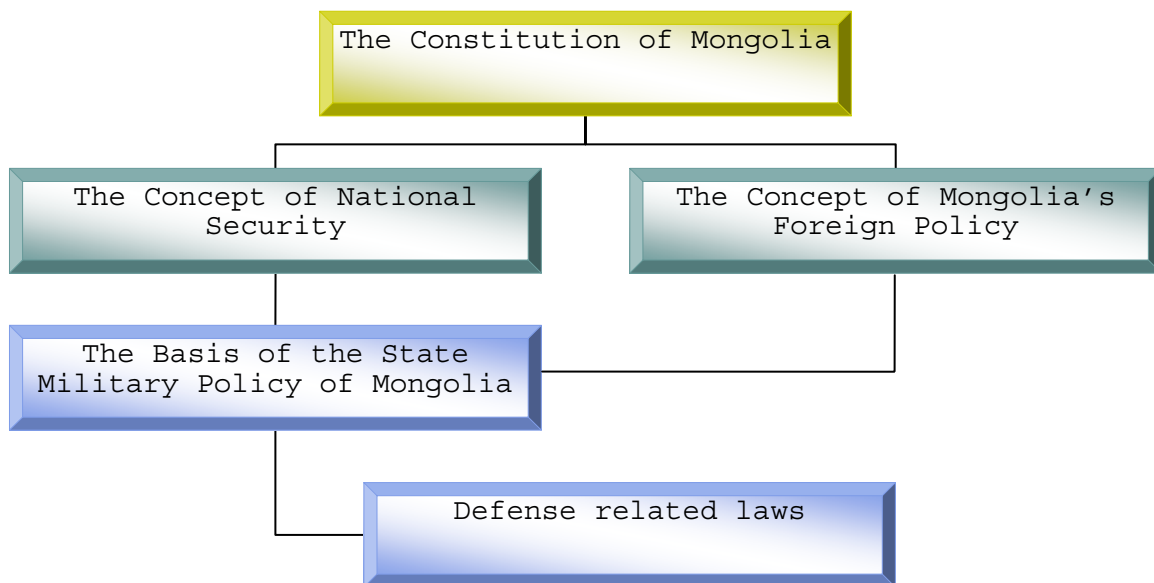 The Constitution of Mongolia
The Concept of National
Security
The Concept of Mongolia’s
Foreign Policy
The Basis of the State
Military Policy of Mongolia
Defense related laws